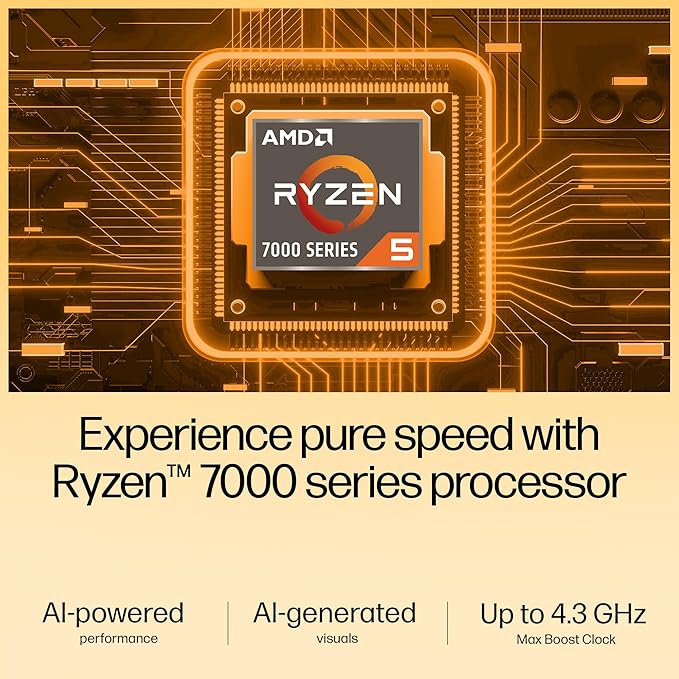 AMD
RYZEN
7000 SERIES 5
Experience pure speed with
Ryzen™ 7000 series processor
AI-powered
performance
AI-generated
visuals
Up to 4.3 GHz
Max Boost Clock